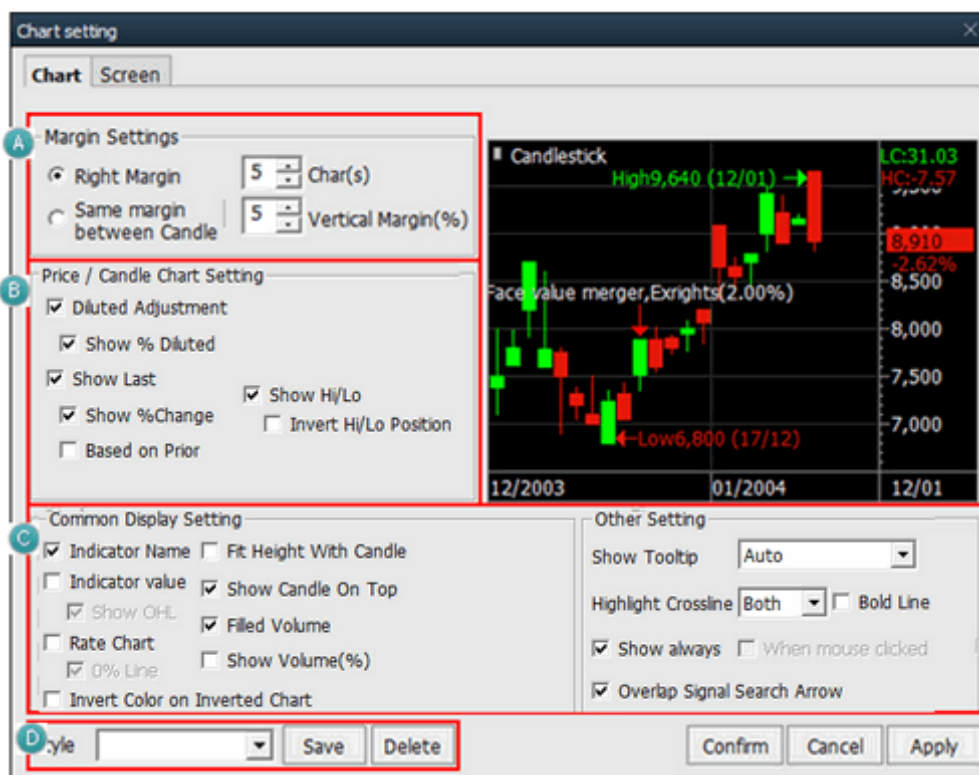 Chart setting
Chart Screen
A
Margin Settings
Right Margin 5 Char(s)
Same margin
between Candle 5 Vertical Margin(%)
Candlestick LC:31.03
High9,640 (12/01) HC:-7.57
8,910
-2.62%
Face value merger,Exrights(2.00%)
8,500
8,000
7,500
7,000
Low6,800 (17/12)
12/2003 01/2004 12/01
B
Price / Candle Chart Setting
Diluted Adjustment
Show % Diluted
Show Last
Show %Change
Based on Prior
Show Hi/Lo
Invert Hi/Lo Position
C
Common Display Setting
Indicator Name
Indicator value
Show OHL
Rate Chart
0% Line
Invert Color on Inverted Chart
Fit Height With Candle
Show Candle On Top
Filled Volume
Show Volume(%)
Other Setting
Show Tooltip Auto
Highlight Crossline Both Bold Line
Show always When mouse clicked
Overlap Signal Search Arrow
D
tyle Save Delete Confirm Cancel Apply